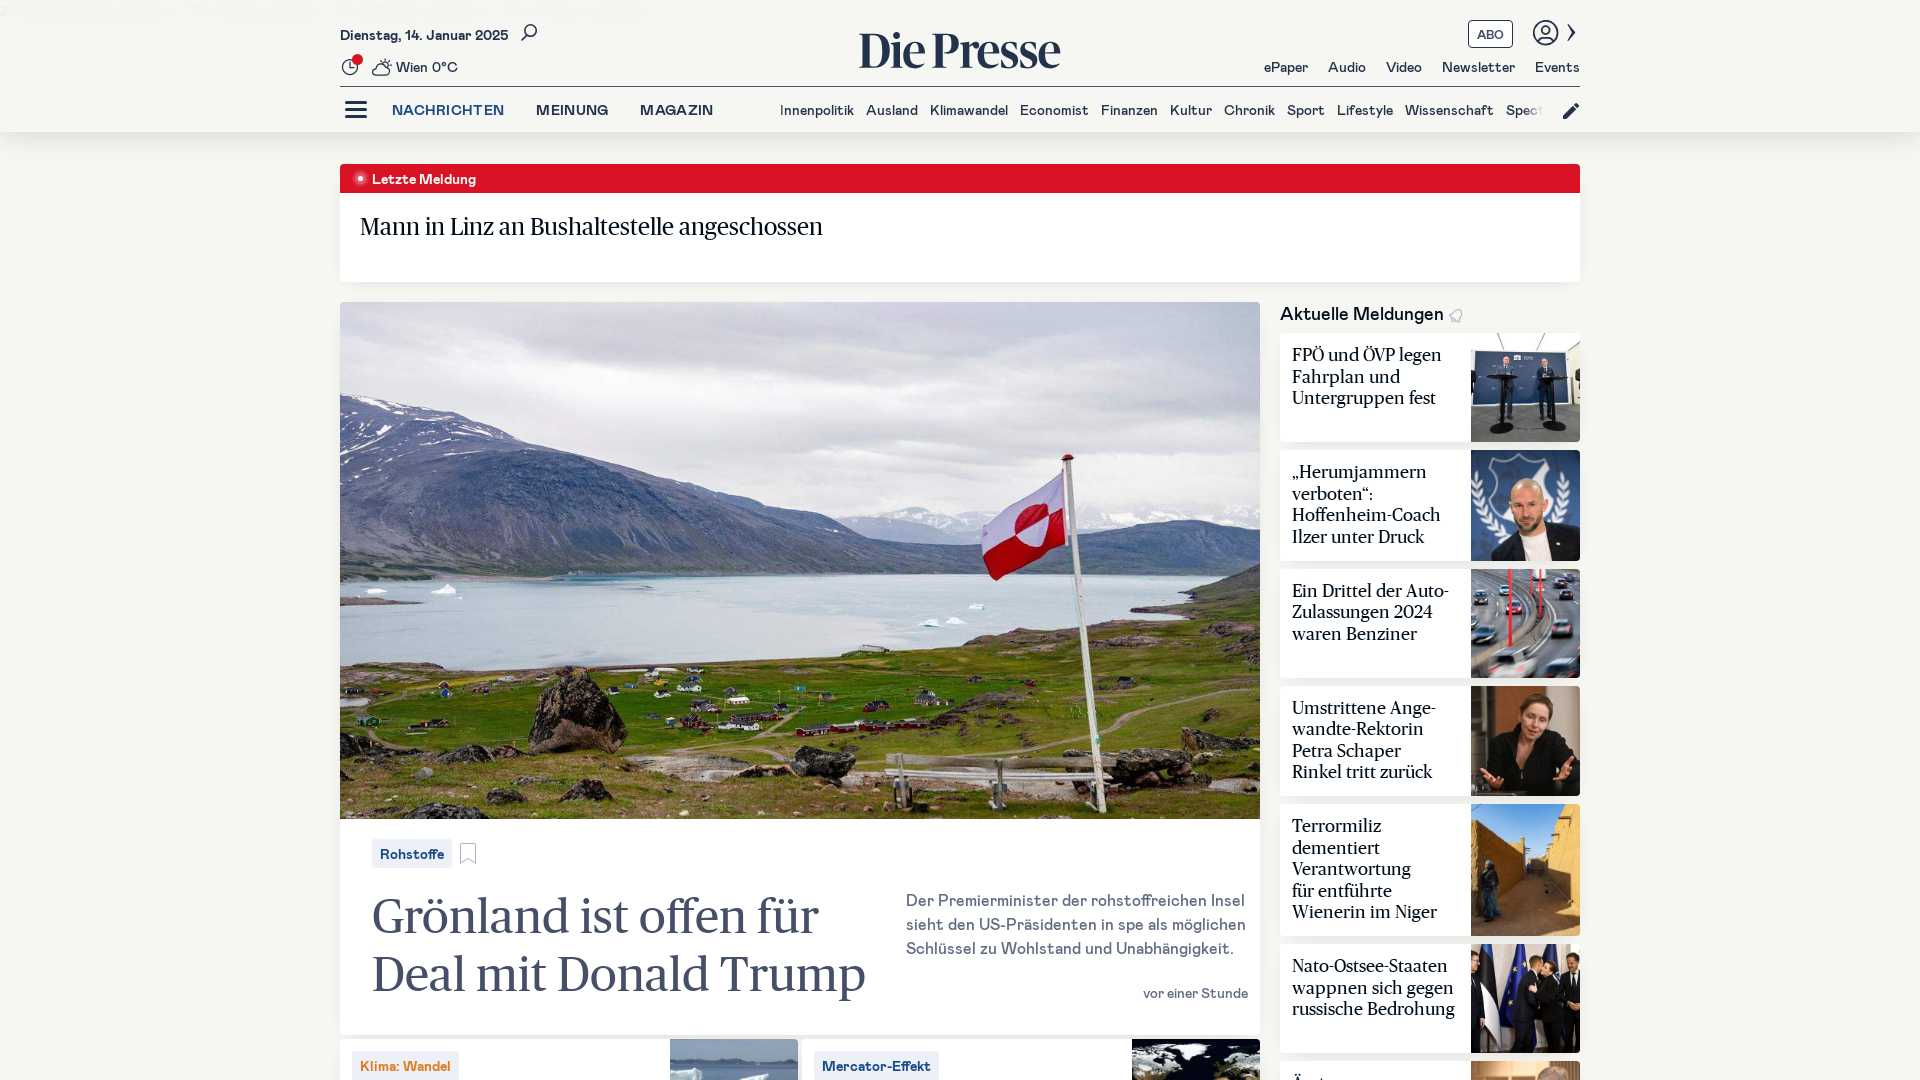 Dienstag, 14. Januar 2025
Wien 0°C
Die Presse
ABO
ePaper Audio Video Newsletter Events
NACHRICHTEN MEINUNG MAGAZIN
Innenpolitik Ausland Klimawandel Economist Finanzen Kultur Chronik Sport Lifestyle Wissenschaft Spect
Letzte Meldung
Mann in Linz an Bushaltestelle angeschossen
Rohstoffe
Grönland ist offen für
Deal mit Donald Trump
Der Premierminister der rohstoffreichen Insel
sieht den US-Präsidenten in spe als möglichen
Schlüssel zu Wohlstand und Unabhängigkeit.
vor einer Stunde
Klima: Wandel
Mercator-Effekt
Aktuelle Meldungen
FPÖ und ÖVP legen
Fahrplan und
Untergruppen fest
„Herumjammern
verboten“:
Hoffenheim-Coach
Ilzer unter Druck
Ein Drittel der Auto-
Zulassungen 2024
waren Benziner
Umstrittene Ange-
wandte-Rektorin
Petra Schaper
Rinkel tritt zurück
Terrormiliz
dementiert
Verantwortung
für entführte
Wienerin im Niger
Nato-Ostsee-Staaten
wappnen sich gegen
russische Bedrohung